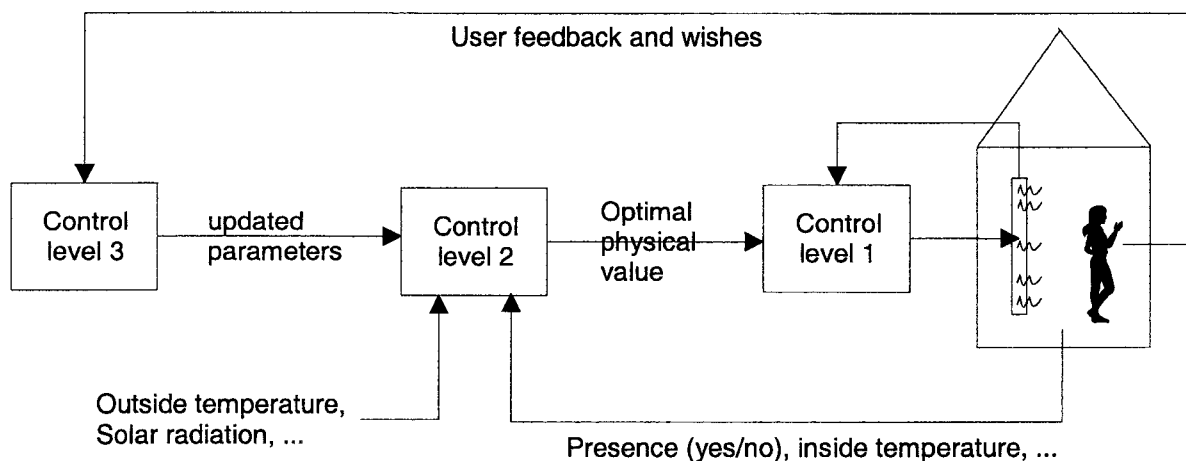 User feedback and wishes
Control
level 3
updated
parameters
Control
level 2
Optimal
physical
value
Control
level 1
Outside temperature,
Solar radiation, ...
Presence (yes/no), inside temperature, ...